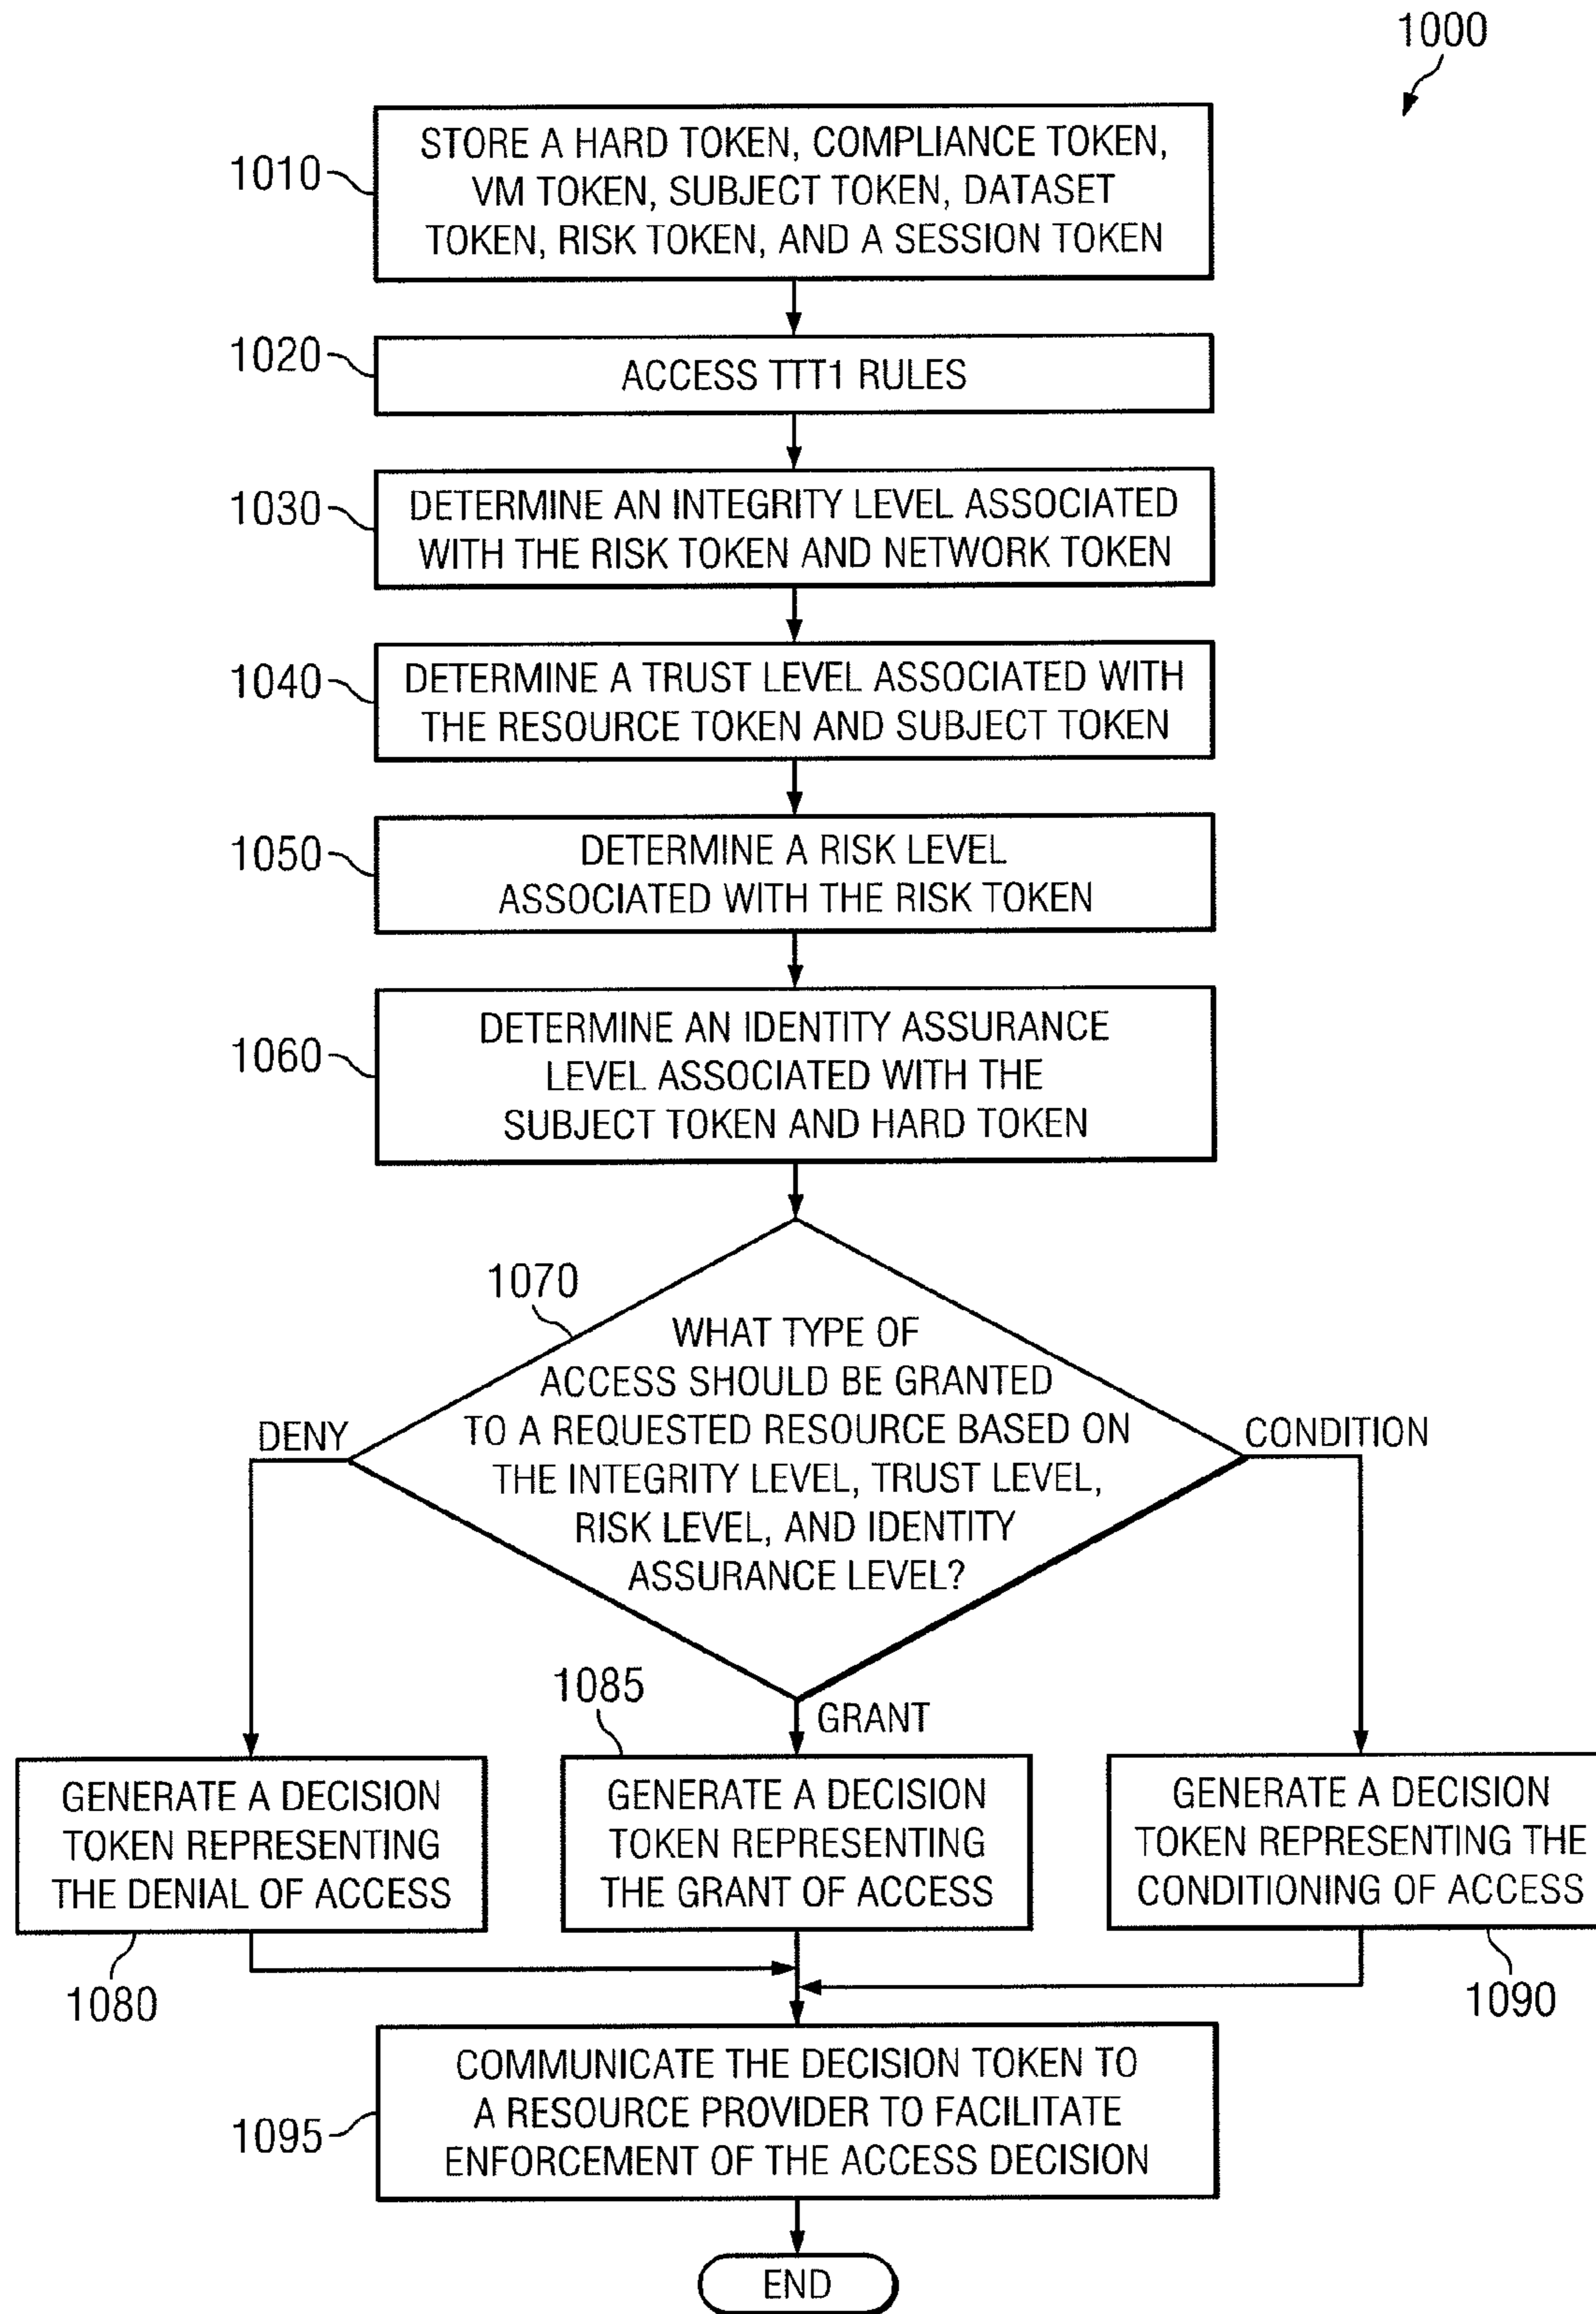 1000
1010
STORE A HARD TOKEN, COMPLIANCE TOKEN,
VM TOKEN, SUBJECT TOKEN, DATASET
TOKEN, RISK TOKEN, AND A SESSION TOKEN
1020
ACCESS TTT1 RULES
1030
DETERMINE AN INTEGRITY LEVEL ASSOCIATED
WITH THE RISK TOKEN AND NETWORK TOKEN
1040
DETERMINE A TRUST LEVEL ASSOCIATED WITH
THE RESOURCE TOKEN AND SUBJECT TOKEN
1050
DETERMINE A RISK LEVEL
ASSOCIATED WITH THE RISK TOKEN
1060
DETERMINE AN IDENTITY ASSURANCE
LEVEL ASSOCIATED WITH THE
SUBJECT TOKEN AND HARD TOKEN
1070
WHAT TYPE OF
ACCESS SHOULD BE GRANTED
TO A REQUESTED RESOURCE BASED ON
THE INTEGRITY LEVEL, TRUST LEVEL,
RISK LEVEL, AND IDENTITY
ASSURANCE LEVEL?
DENY
CONDITION
GRANT
1085
GENERATE A DECISION
TOKEN REPRESENTING
THE DENIAL OF ACCESS
GENERATE A DECISION
TOKEN REPRESENTING
THE GRANT OF ACCESS
GENERATE A DECISION
TOKEN REPRESENTING THE
CONDITIONING OF ACCESS
1080
1090
1095
COMMUNICATE THE DECISION TOKEN TO
A RESOURCE PROVIDER TO FACILITATE
ENFORCEMENT OF THE ACCESS DECISION
END